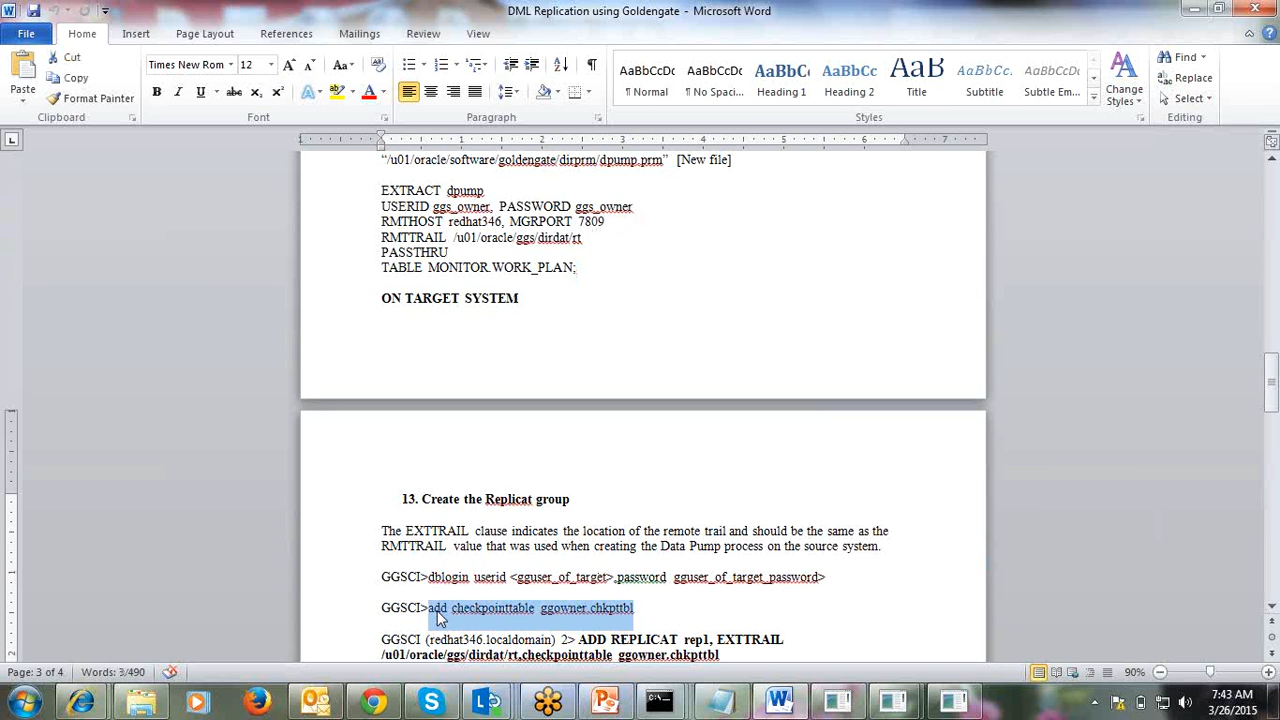 DML Replication using Goldengate - Microsoft Word
File Home Insert Page Layout References Mailings Review View
Cut
Copy
Format Painter
Paste
Clipboard
Times New Rom 12
Font
Paragraph
AaBbCcDc AaBbCcDc AaBbCc AaBbCc AaB AaBbCc. AaBbCcDc
¶ Normal ¶ No Spaci... Heading 1 Heading 2 Title Subtitle Subtle Em...
Change Styles
Styles
Find
Replace
Select
Editing
1 2 3 4 5 6 7
“/u01/oracle/software/goldengate/dirprm/dpump.prm” [New file]
EXTRACT dpump
USERID ggs_owner, PASSWORD ggs_owner
RMTHOST redhat346, MGRPORT 7809
RMTTRAIL /u01/oracle/ggs/dirdat/rt
PASSTHRU
TABLE MONITOR.WORK_PLAN;
ON TARGET SYSTEM
13. Create the Replicat group
The EXTTRAIL clause indicates the location of the remote trail and should be the same as the
RMTTRAIL value that was used when creating the Data Pump process on the source system.
GGSCI>dblogin userid <gguser_of_target>,password gguser_of_target_password>
GGSCI>add checkpointtable ggowner.chkpttbl
GGSCI (redhat346.localdomain) 2> ADD REPLICAT rep1, EXTTRAIL
/u01/oracle/ggs/dirdat/rt,checkpointtable ggowner.chkpttbl
Page: 3 of 4 Words: 3/490 90%
7:43 AM
3/26/2015